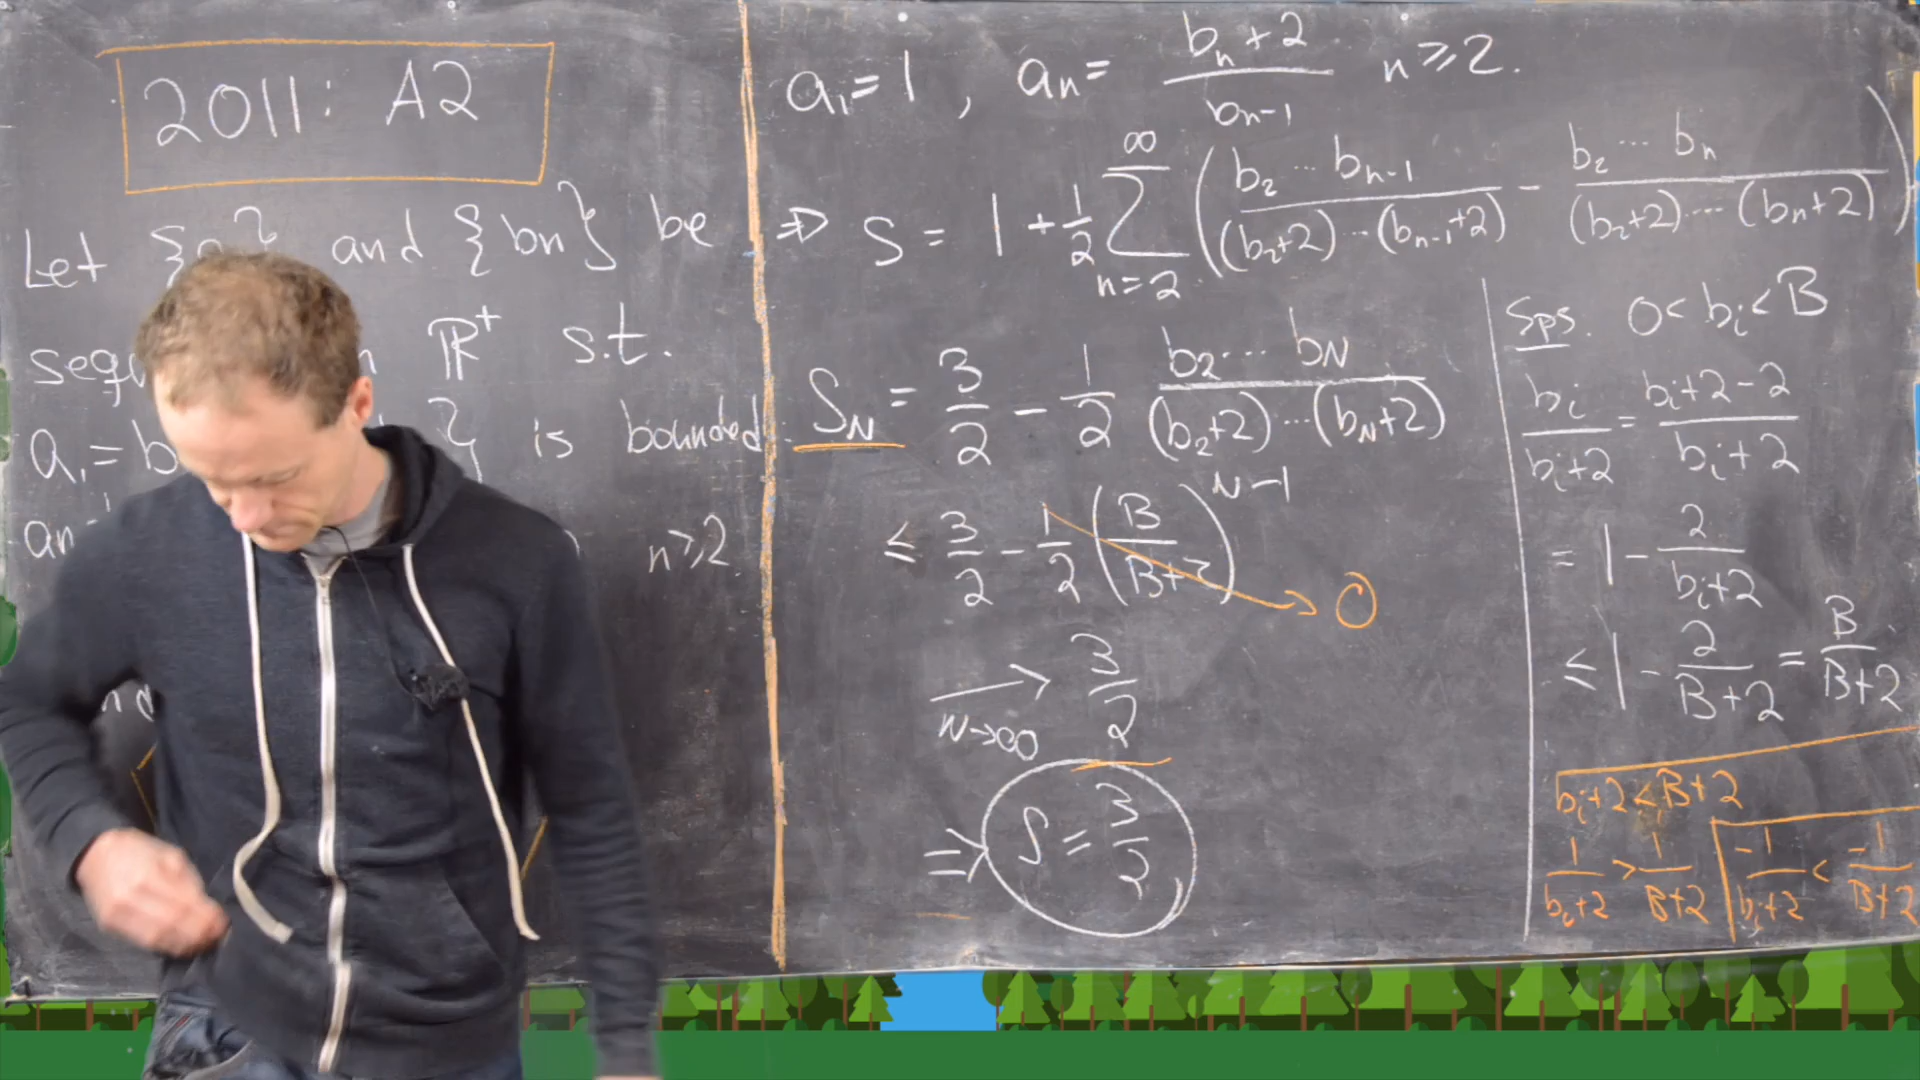 2011: A2
Let {a} and {bn} be
sequ n ℝ⁺ s.t.
a₁ = b } is bounded
an n ≥ 2.
a₁ = 1, aₙ = (bₙ + 2)/(bₙ₋₁) n ≥ 2.
⇒ S = 1 + 1/2 ∑_{n=2}^{∞} ( (b₂ ⋯ bₙ₋₁)/((b₂+2) ⋯ (bₙ₋₁+2)) − (b₂ ⋯ bₙ)/((b₂+2) ⋯ (bₙ+2)) )
S_N = 3/2 − 1/2 (b₂ ⋯ b_N)/((b₂+2) ⋯ (b_N+2))
≤ 3/2 − 1/2 (B/(B+2))^{N−1} → 0
→ 3/2
N→∞
⇒ S = 3/2
Sps. 0 < bᵢ < B
bᵢ/(bᵢ+2) = (bᵢ+2−2)/(bᵢ+2)
= 1 − 2/(bᵢ+2)
≤ 1 − 2/(B+2) = B/(B+2)
bᵢ+2 < B+2
1/(bᵢ+2) > 1/(B+2) | −1/(bᵢ+2) < −1/(B+2)